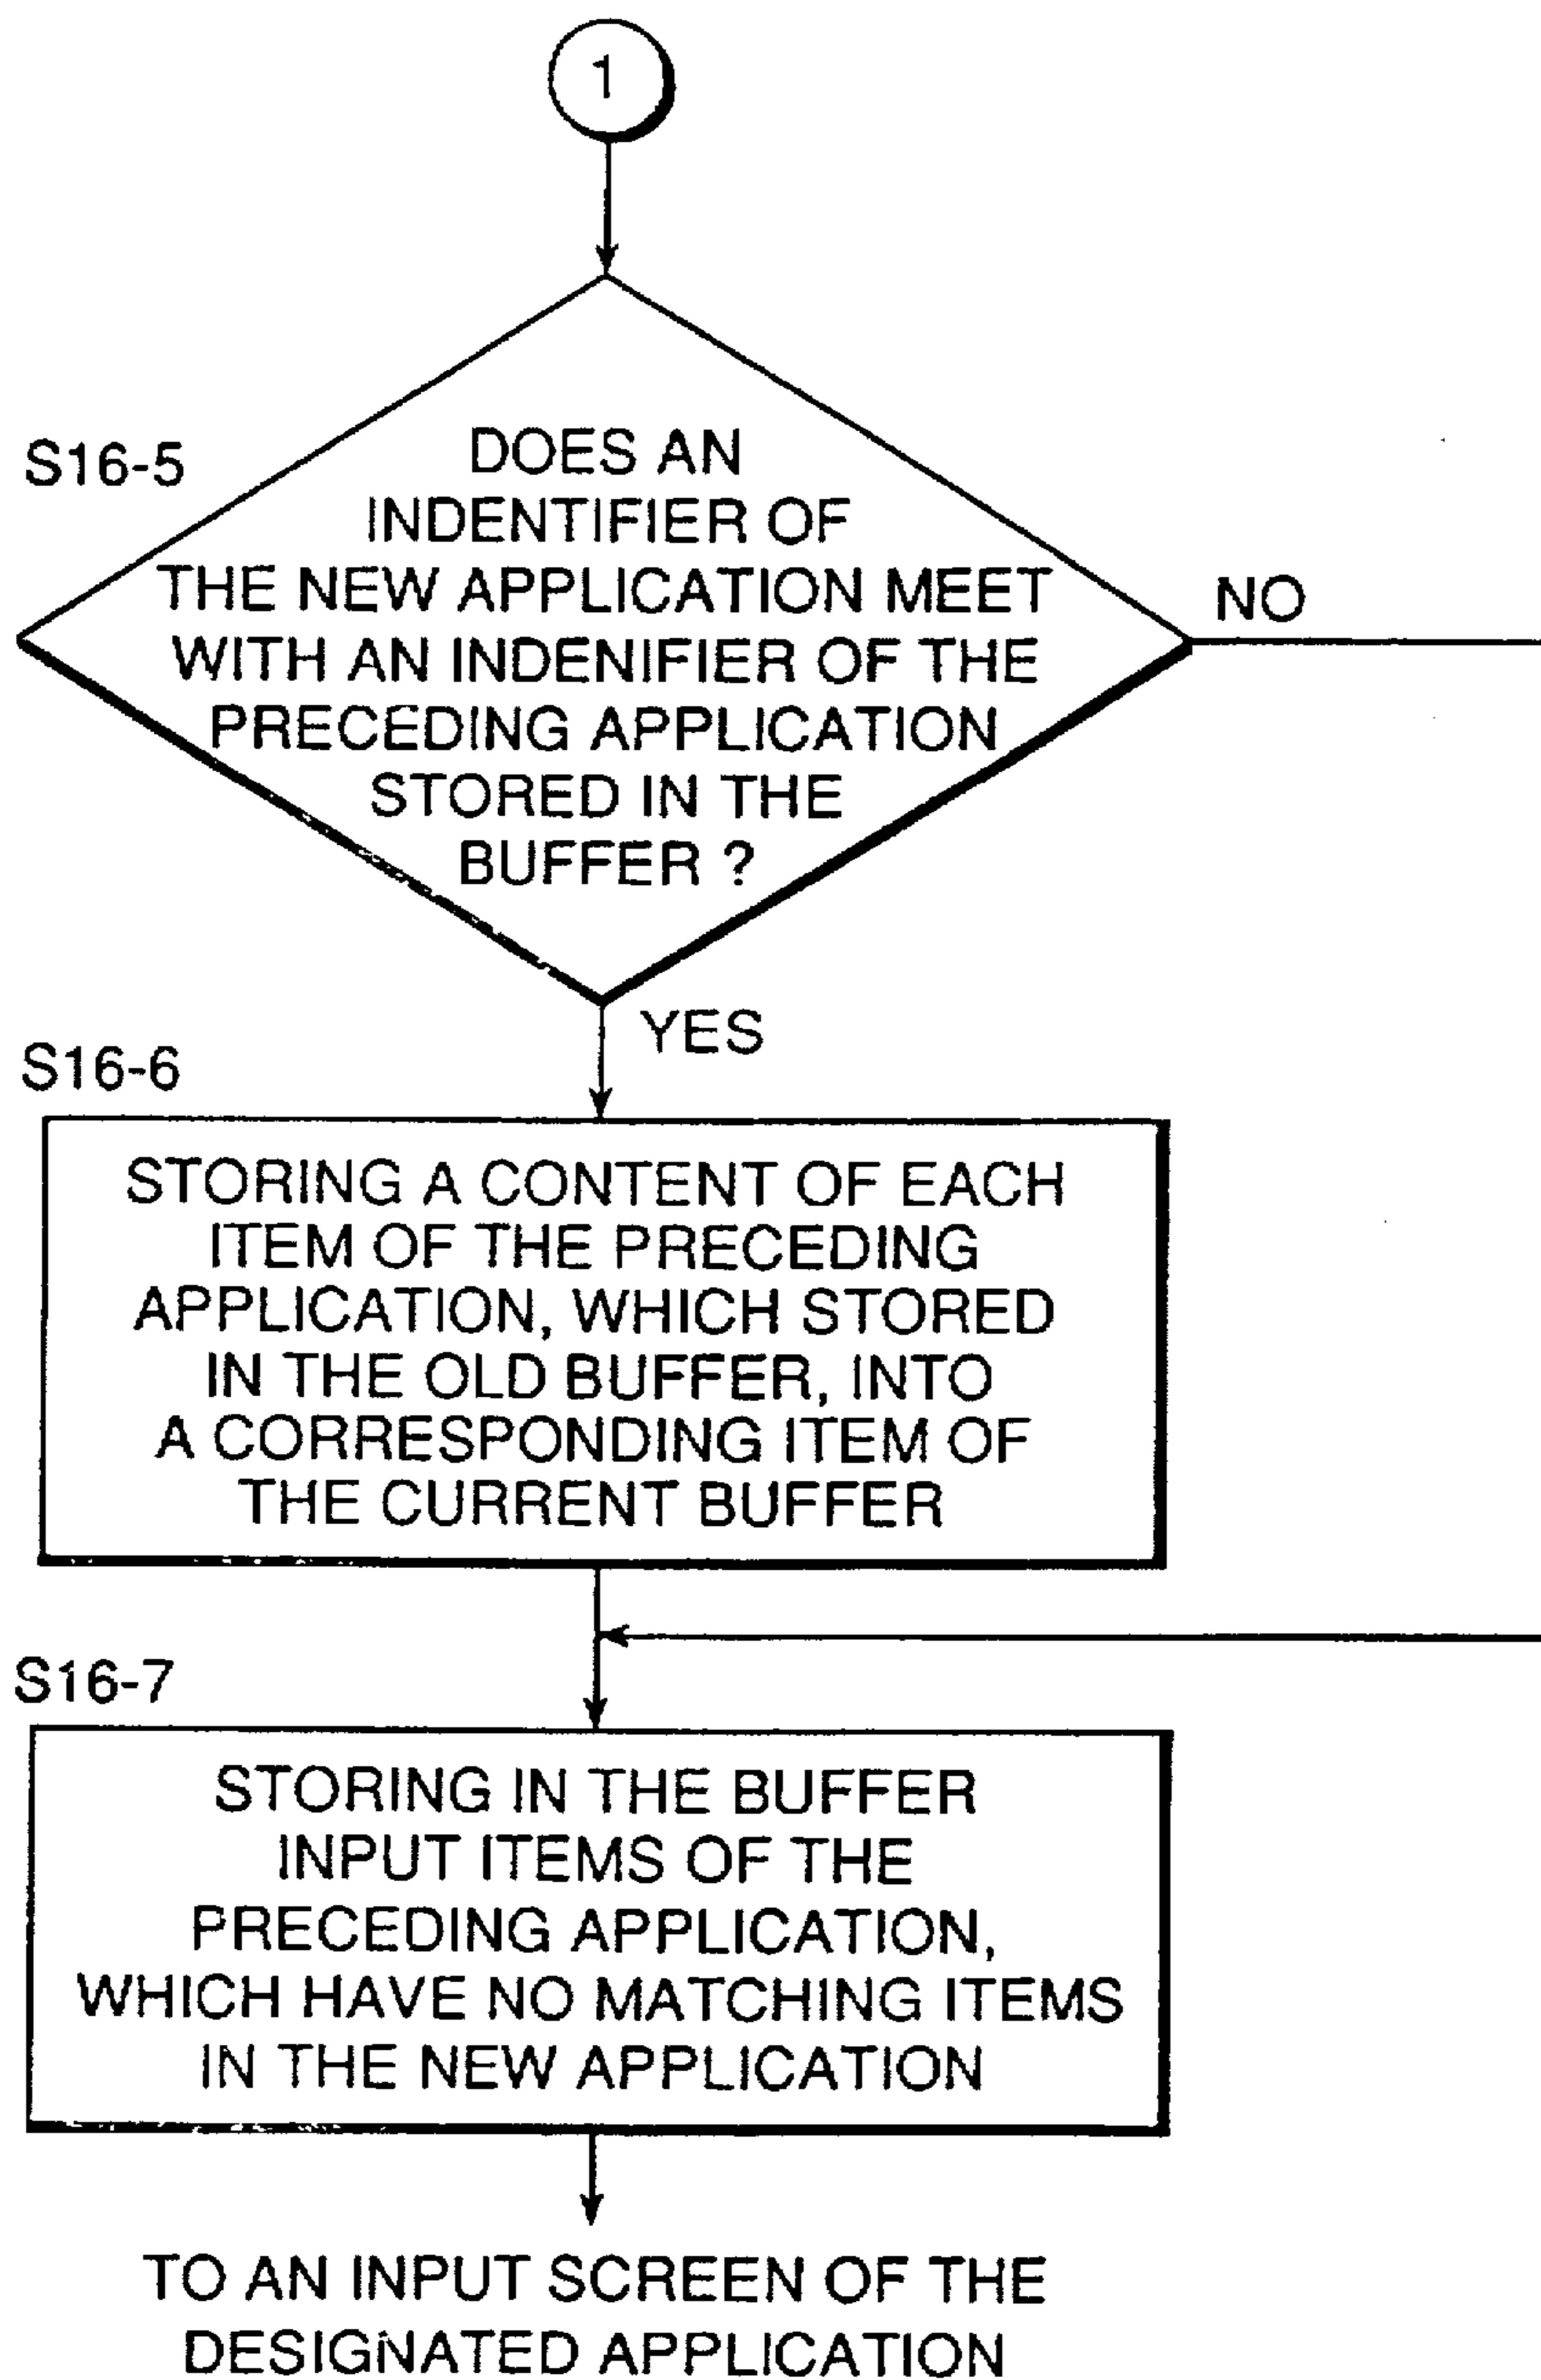 1
S16-5
DOES AN
INDENTIFIER OF
THE NEW APPLICATION MEET
WITH AN INDENIFIER OF THE
PRECEDING APPLICATION
STORED IN THE
BUFFER ?
NO
YES
S16-6
STORING A CONTENT OF EACH
ITEM OF THE PRECEDING
APPLICATION, WHICH STORED
IN THE OLD BUFFER, INTO
A CORRESPONDING ITEM OF
THE CURRENT BUFFER
S16-7
STORING IN THE BUFFER
INPUT ITEMS OF THE
PRECEDING APPLICATION,
WHICH HAVE NO MATCHING ITEMS
IN THE NEW APPLICATION
TO AN INPUT SCREEN OF THE
DESIGNATED APPLICATION